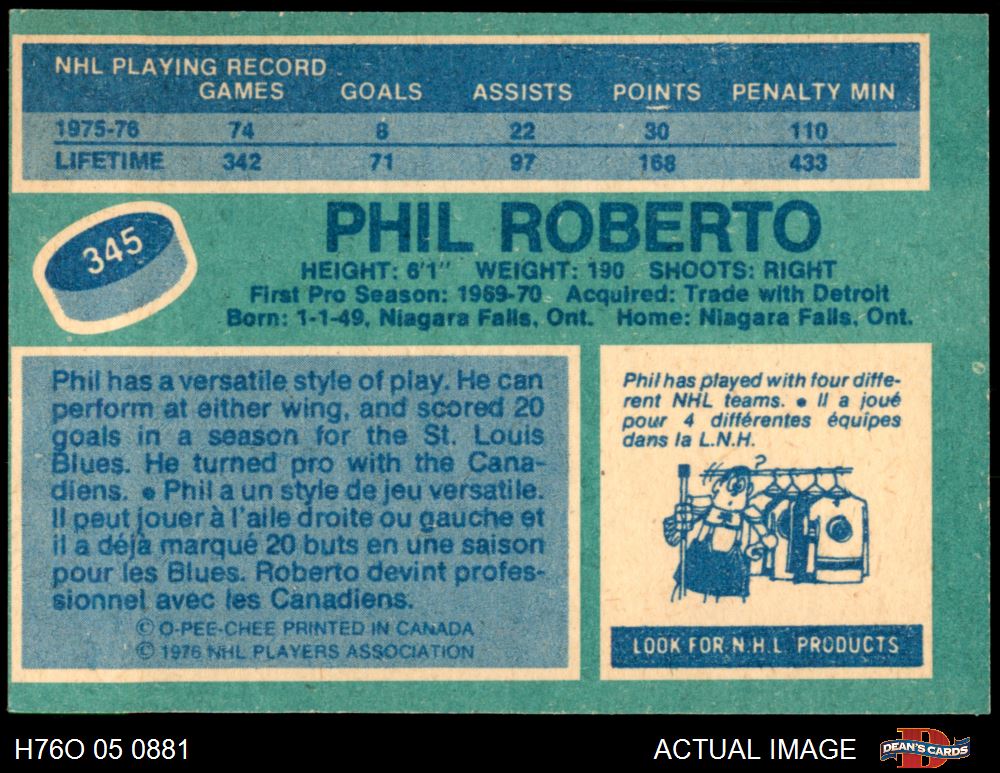 NHL PLAYING RECORD
GAMES GOALS ASSISTS POINTS PENALTY MIN
1975-76 74 8 22 30 110
LIFETIME 342 71 97 168 433
345
PHIL ROBERTO
HEIGHT: 6'1" WEIGHT: 190 SHOOTS: RIGHT
First Pro Season: 1969-70 Acquired: Trade with Detroit
Born: 1-1-49, Niagara Falls, Ont. Home: Niagara Falls, Ont.
Phil has a versatile style of play. He can
perform at either wing, and scored 20
goals in a season for the St. Louis
Blues. He turned pro with the Cana-
diens. • Phil a un style de jeu versatile.
Il peut jouer à l'aile droite ou gauche et
il a déjà marqué 20 buts en une saison
pour les Blues. Roberto devint profes-
sionnel avec les Canadiens.
© O-PEE-CHEE PRINTED IN CANADA
© 1976 NHL PLAYERS ASSOCIATION
Phil has played with four diffe-
rent NHL teams. • Il a joué
pour 4 différentes équipes
dans la L.N.H.
?
LOOK FOR N.H.L. PRODUCTS
H76O 05 0881
ACTUAL IMAGE
D
DEAN'S CARDS